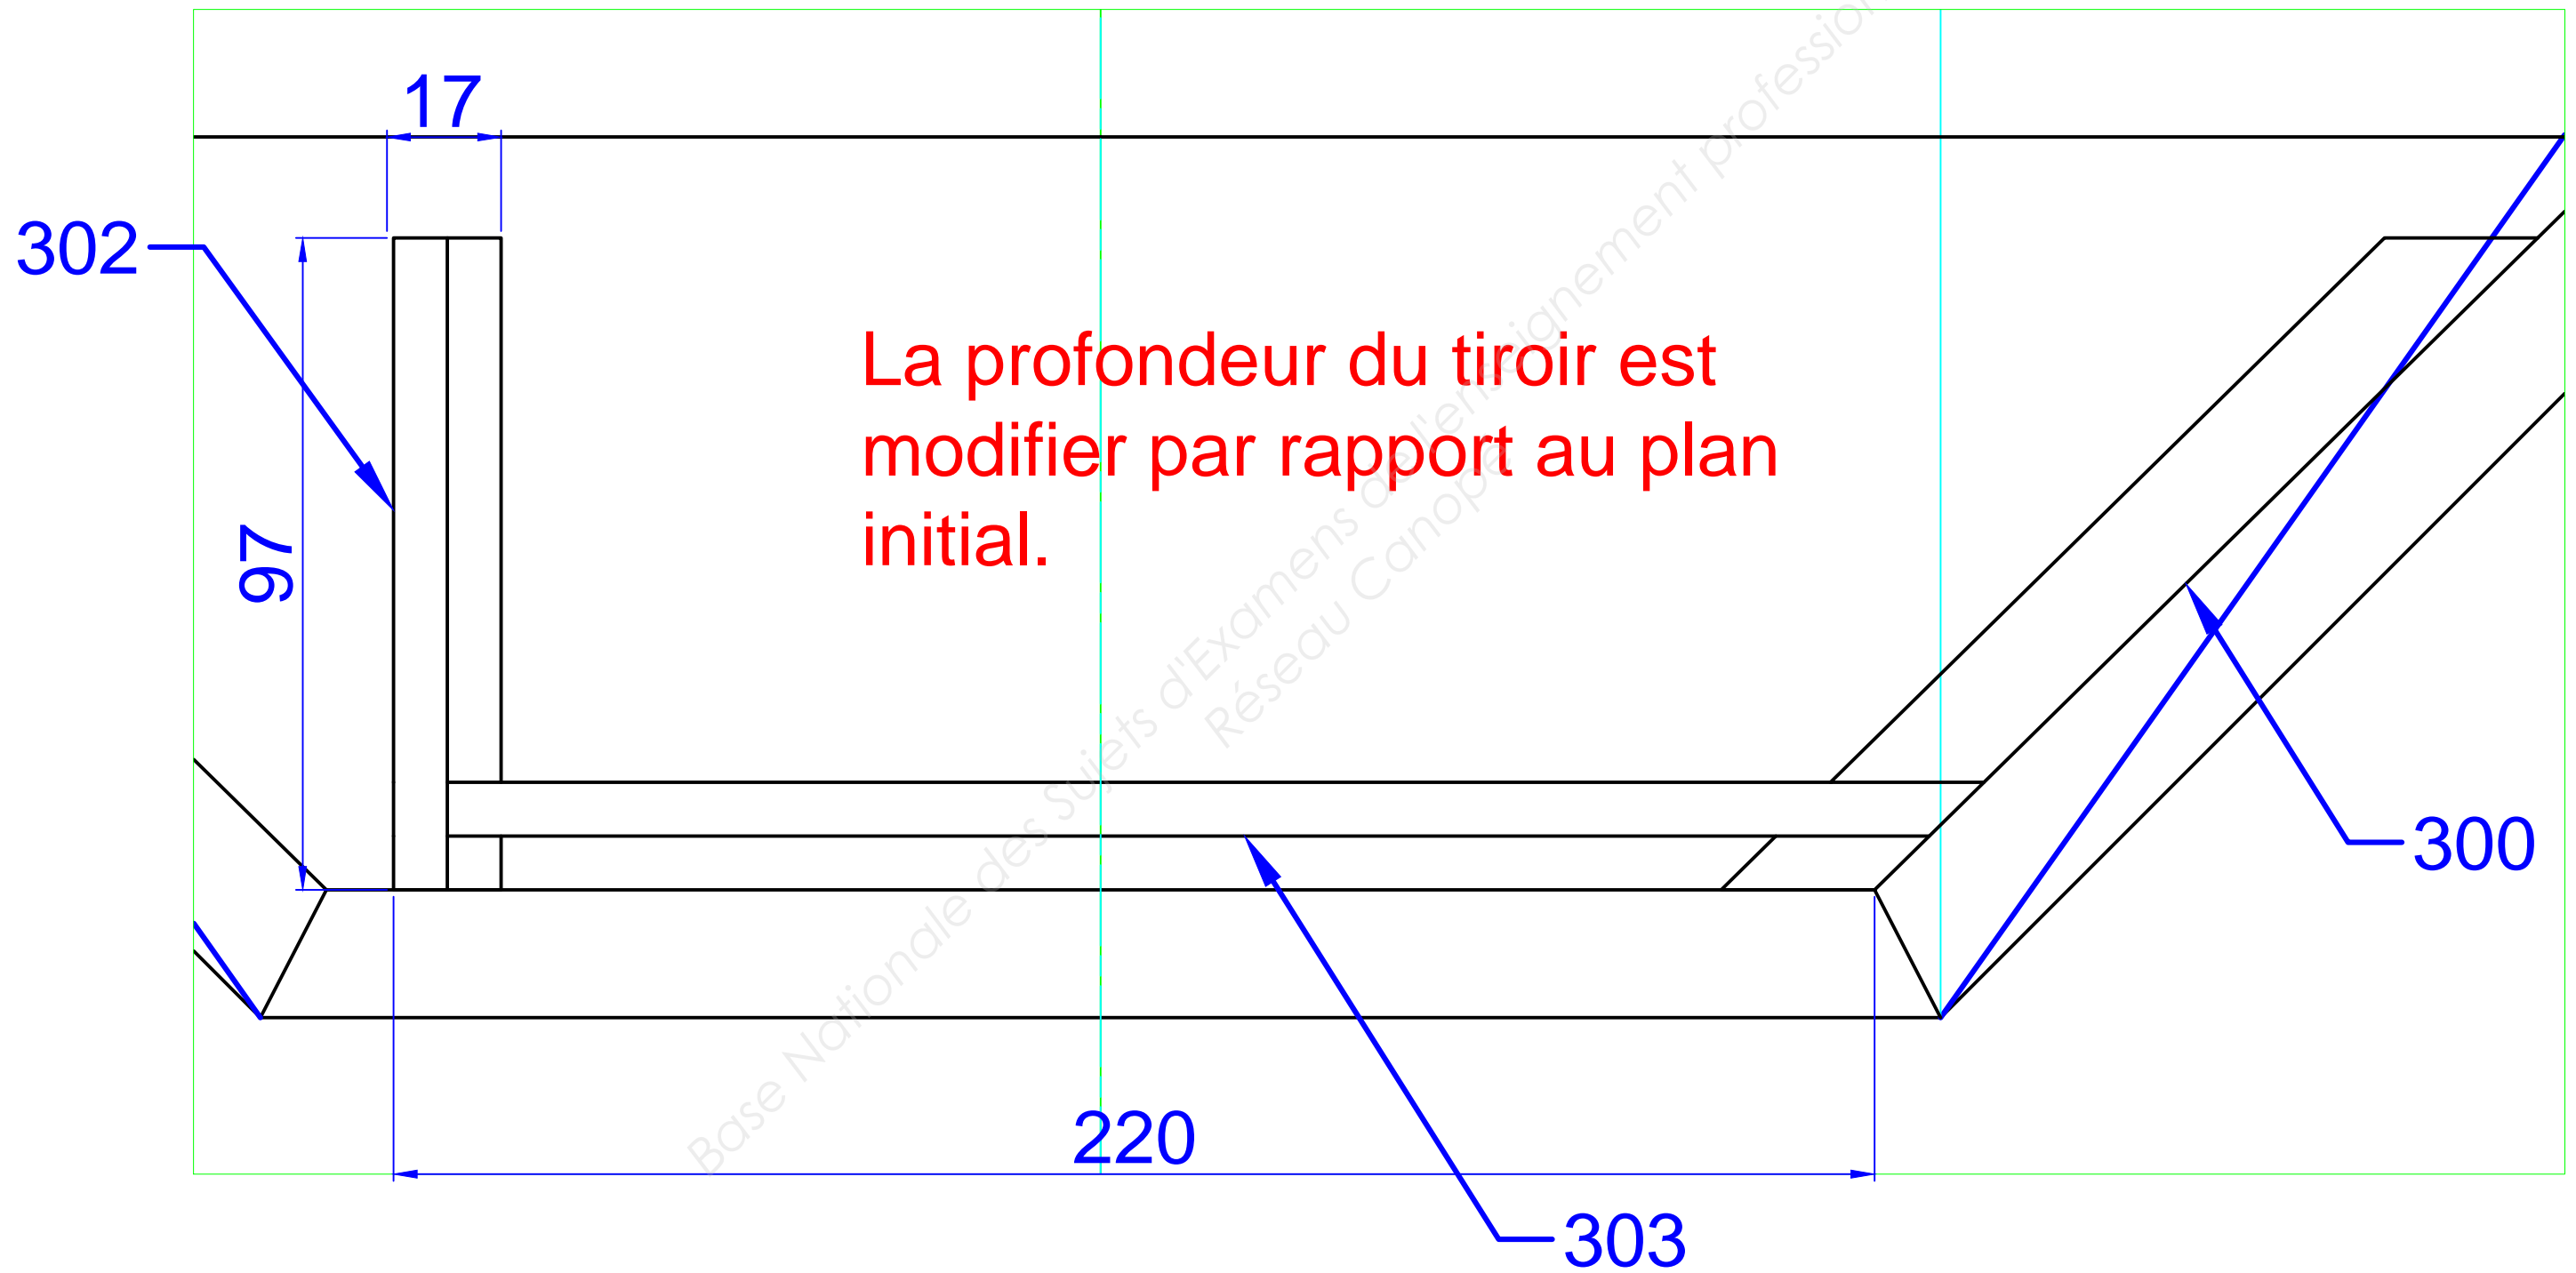 17
302
La profondeur du tiroir est
modifier par rapport au plan
initial.
97
300
220
303
Base Nationale des Sujets d'Examens de l'enseignement profession
Réseau Canopé